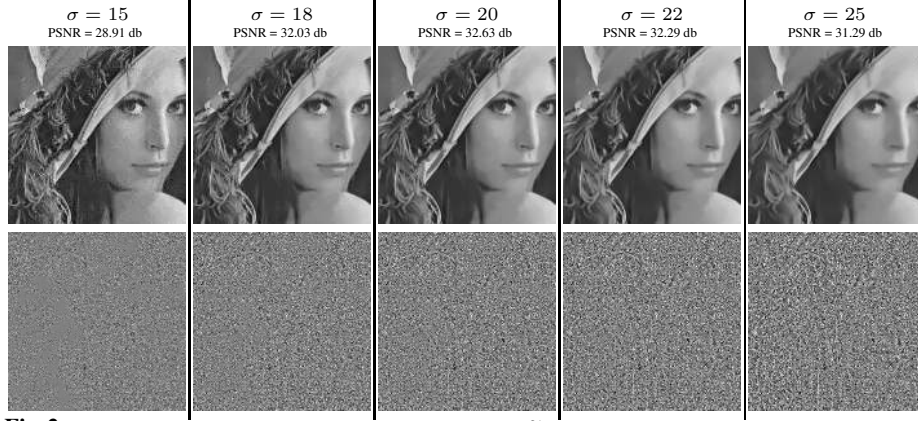 σ = 15
PSNR = 28.91 db
σ = 18
PSNR = 32.03 db
σ = 20
PSNR = 32.63 db
σ = 22
PSNR = 32.29 db
σ = 25
PSNR = 31.29 db